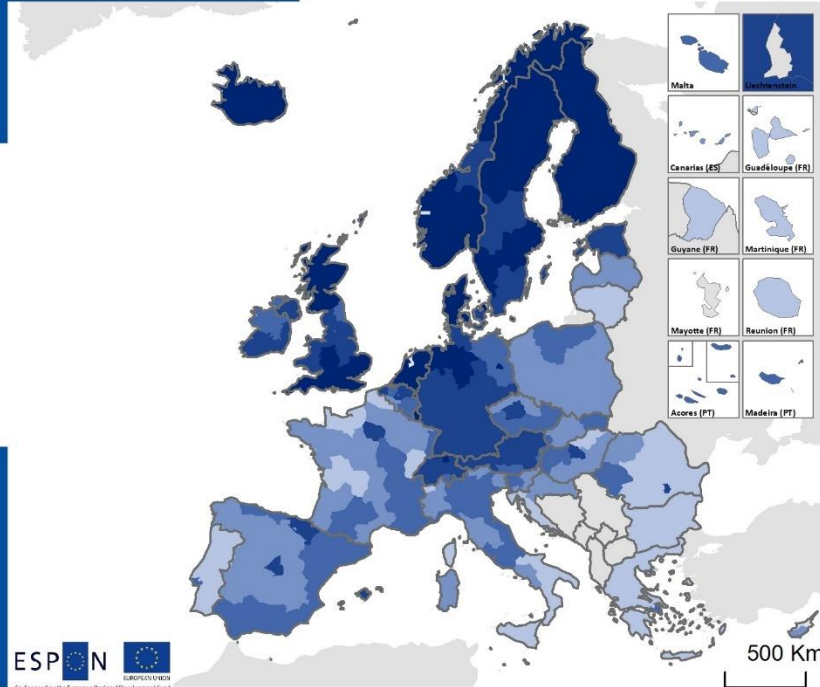 Malta
Liechtenstein
Canarias (ES)
Guadeloupe (FR)
Guyane (FR)
Martinique (FR)
Mayotte (FR)
Reunion (FR)
Acores (PT)
Madeira (PT)
500 Km
ESPON
EUROPEAN UNION